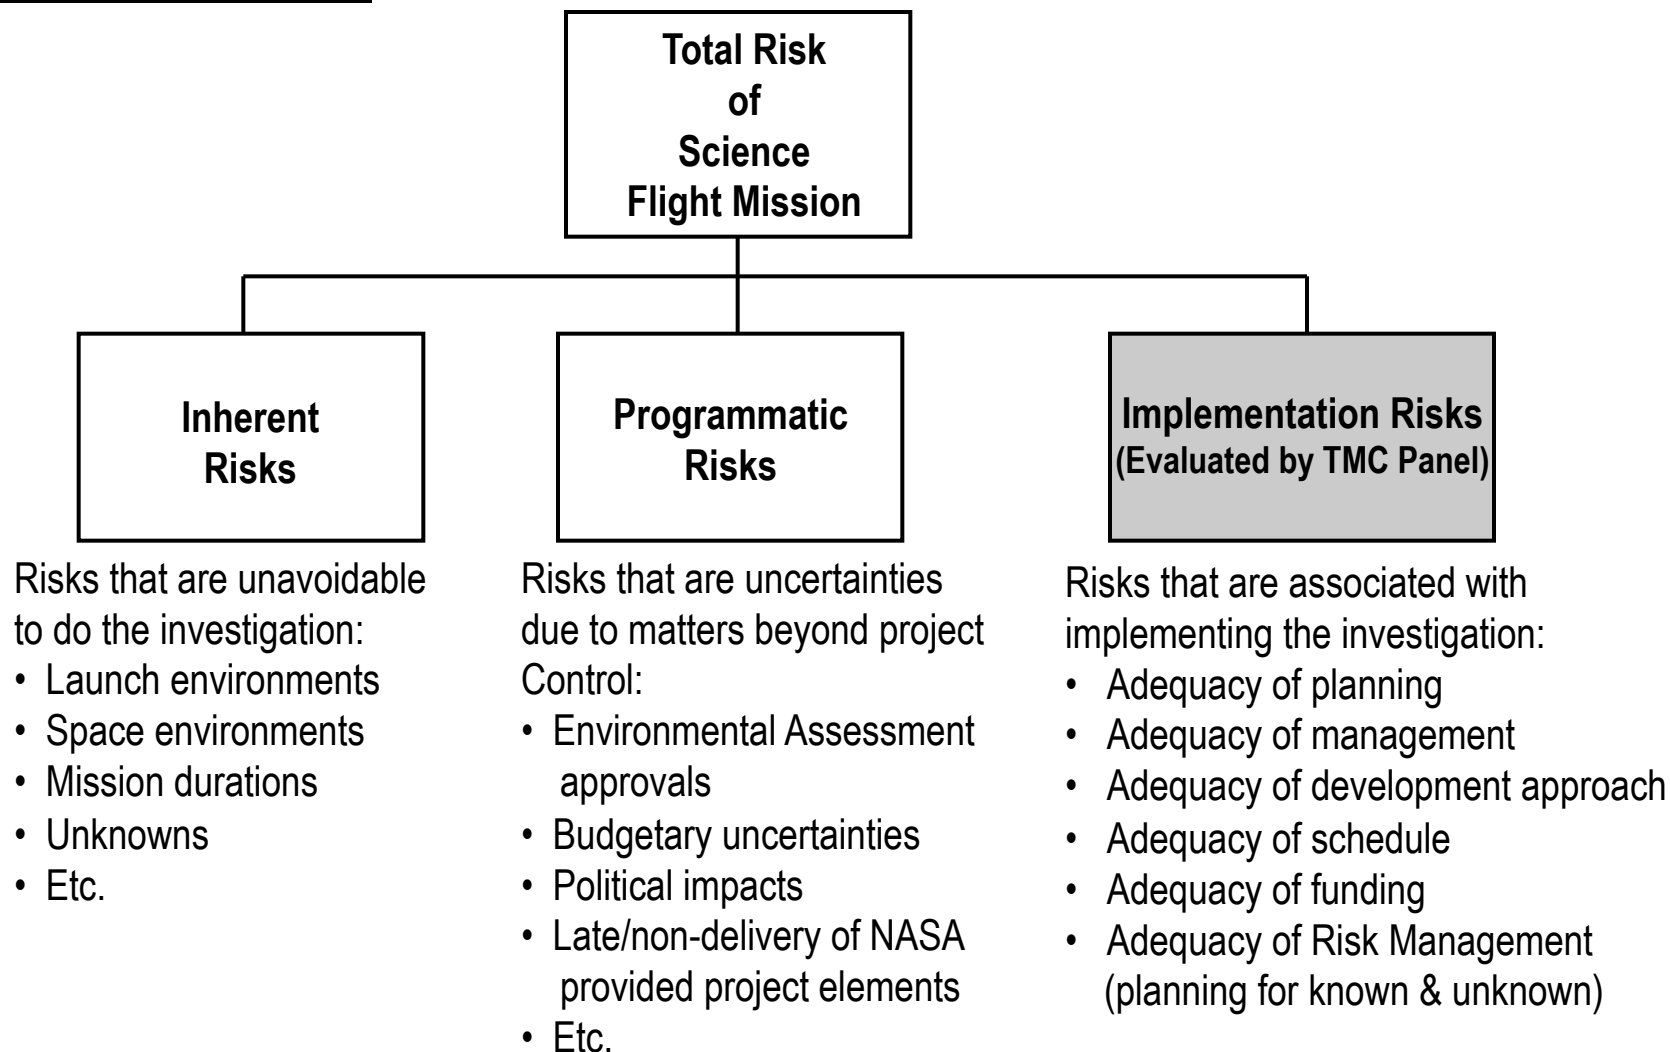 Total Risk
of
Science
Flight Mission
Inherent
Risks
Programmatic
Risks
Implementation Risks
(Evaluated by TMC Panel)
Risks that are unavoidable
to do the investigation:
• Launch environments
• Space environments
• Mission durations
• Unknowns
• Etc.
Risks that are uncertainties
due to matters beyond project
Control:
• Environmental Assessment
approvals
• Budgetary uncertainties
• Political impacts
• Late/non-delivery of NASA
provided project elements
• Etc.
Risks that are associated with
implementing the investigation:
• Adequacy of planning
• Adequacy of management
• Adequacy of development approach
• Adequacy of schedule
• Adequacy of funding
• Adequacy of Risk Management
(planning for known & unknown)